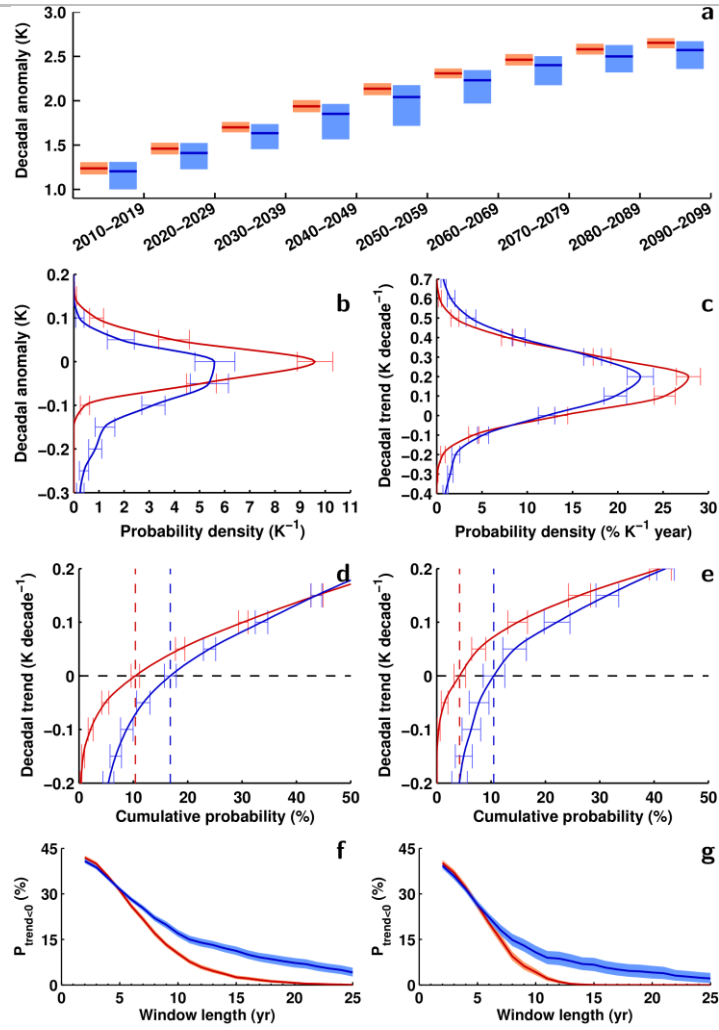 a
Decadal anomaly (K)
3.0
2.5
2.0
1.5
1.0
2010–2019
2020–2029
2030–2039
2040–2049
2050–2059
2060–2069
2070–2079
2080–2089
2090–2099
b
Decadal anomaly (K)
0.2
0.1
0
−0.1
−0.2
−0.3
0 1 2 3 4 5 6 7 8 9 10 11
Probability density (K⁻¹)
c
Decadal trend (K decade⁻¹)
0.7
0.6
0.5
0.4
0.3
0.2
0.1
0
−0.1
−0.2
−0.3
−0.4
0 5 10 15 20 25 30
Probability density (% K⁻¹ year)
d
Decadal trend (K decade⁻¹)
0.2
0.1
0
−0.1
−0.2
0 10 20 30 40 50
Cumulative probability (%)
e
Decadal trend (K decade⁻¹)
0.2
0.1
0
−0.1
−0.2
0 10 20 30 40 50
Cumulative probability (%)
f
P trend<0 (%)
45
30
15
0
0 5 10 15 20 25
Window length (yr)
g
P trend<0 (%)
45
30
15
0
0 5 10 15 20 25
Window length (yr)